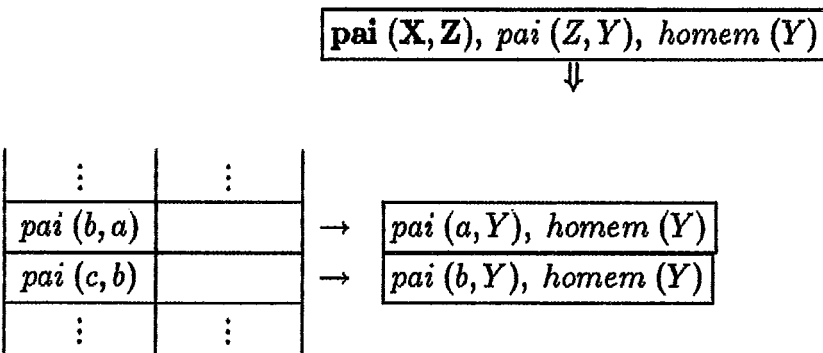 pai (X, Z), pai (Z, Y), homem (Y)
⇓
⋮ ⋮
pai (b, a) → pai (a, Y), homem (Y)
pai (c, b) → pai (b, Y), homem (Y)
⋮ ⋮